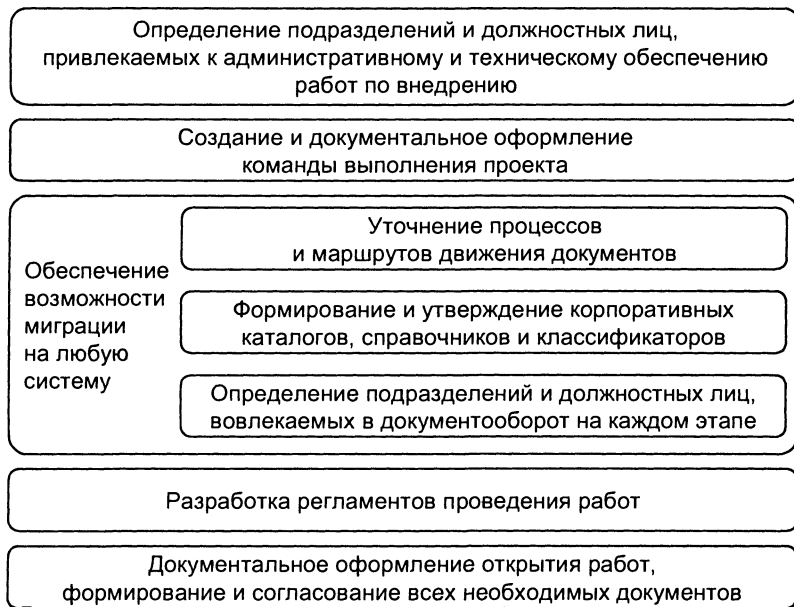 Определение подразделений и должностных лиц,
привлекаемых к административному и техническому обеспечению
работ по внедрению
Создание и документальное оформление
команды выполнения проекта
Обеспечение
возможности
миграции
на любую
систему
Уточнение процессов
и маршрутов движения документов
Формирование и утверждение корпоративных
каталогов, справочников и классификаторов
Определение подразделений и должностных лиц,
вовлекаемых в документооборот на каждом этапе
Разработка регламентов проведения работ
Документальное оформление открытия работ,
формирование и согласование всех необходимых документов